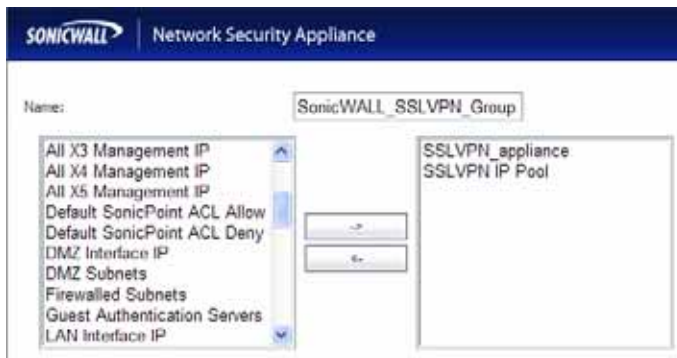 SONICWALL Network Security Appliance
Name: SonicWALL_SSLVPN_Group
All X3 Management IP
All X4 Management IP
All X5 Management IP
Default SonicPoint ACL Allow
Default SonicPoint ACL Deny
DMZ Interface IP
DMZ Subnets
Firewalled Subnets
Guest Authentication Servers
LAN Interface IP
->
<-
SSLVPN_appliance
SSLVPN IP Pool